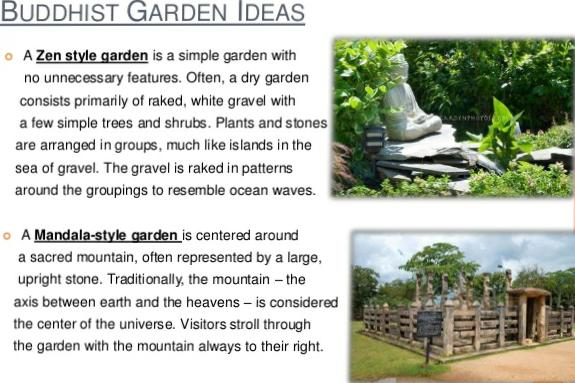 BUDDHIST GARDEN IDEAS
A Zen style garden is a simple garden with
no unnecessary features. Often, a dry garden
consists primarily of raked, white gravel with
a few simple trees and shrubs. Plants and stones
are arranged in groups, much like islands in the
sea of gravel. The gravel is raked in patterns
around the groupings to resemble ocean waves.
A Mandala-style garden is centered around
a sacred mountain, often represented by a large,
upright stone. Traditionally, the mountain – the
axis between earth and the heavens – is considered
the center of the universe. Visitors stroll through
the garden with the mountain always to their right.